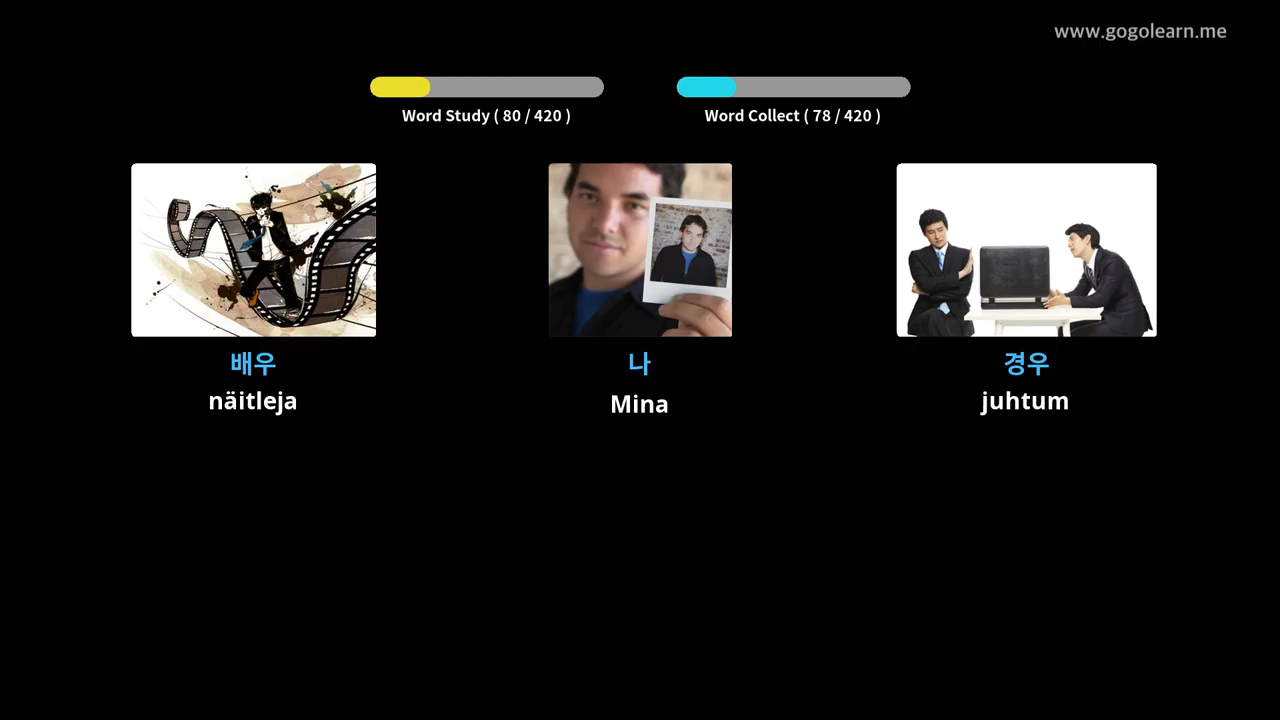 www.gogolearn.me
Word Study ( 80 / 420 )
Word Collect ( 78 / 420 )
배우
나
경우
näitleja
Mina
juhtum